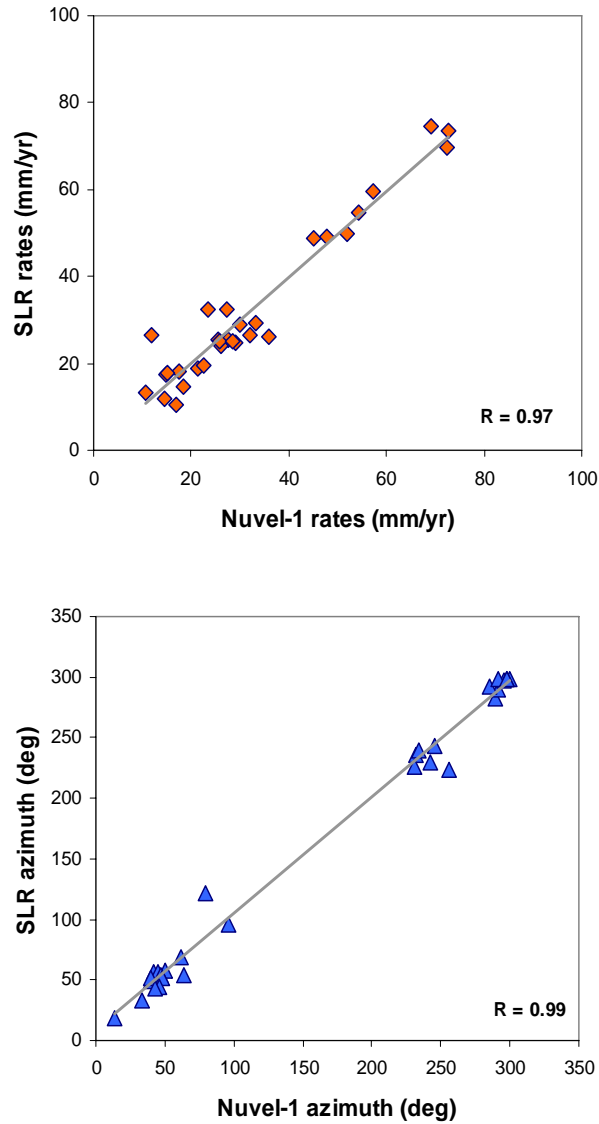 100
80
60
40
20
0
SLR rates (mm/yr)
R = 0.97
0 20 40 60 80 100
Nuvel-1 rates (mm/yr)
350
300
250
200
150
100
50
0
SLR azimuth (deg)
R = 0.99
0 50 100 150 200 250 300 350
Nuvel-1 azimuth (deg)